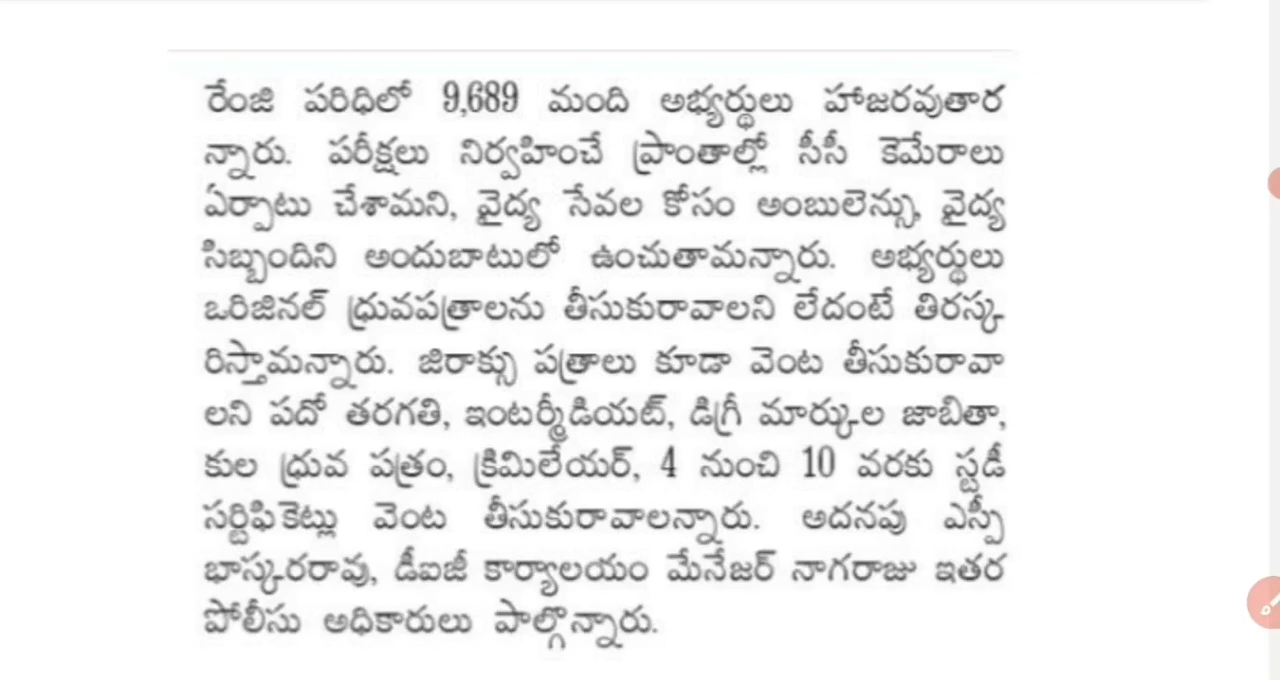 రేంజి పరిధిలో 9,689 మంది అభ్యర్థులు హాజరవుతార
న్నారు. పరీక్షలు నిర్వహించే ప్రాంతాల్లో సీసీ కెమేరాలు
ఏర్పాటు చేశామని, వైద్య సేవల కోసం అంబులెన్సు, వైద్య
సిబ్బందిని అందుబాటులో ఉంచుతామన్నారు. అభ్యర్థులు
ఒరిజినల్ ధ్రువపత్రాలను తీసుకురావాలని లేదంటే తిరస్క
రిస్తామన్నారు. జిరాక్సు పత్రాలు కూడా వెంట తీసుకురావా
లని పదో తరగతి, ఇంటర్మీడియట్, డిగ్రీ మార్కుల జాబితా,
కుల ధ్రువ పత్రం, క్రిమిలేయర్, 4 నుంచి 10 వరకు స్టడీ
సర్టిఫికెట్లు వెంట తీసుకురావాలన్నారు. అదనపు ఎస్పీ
భాస్కరరావు, డీఐజీ కార్యాలయం మేనేజర్ నాగరాజు ఇతర
పోలీసు అధికారులు పాల్గొన్నారు.